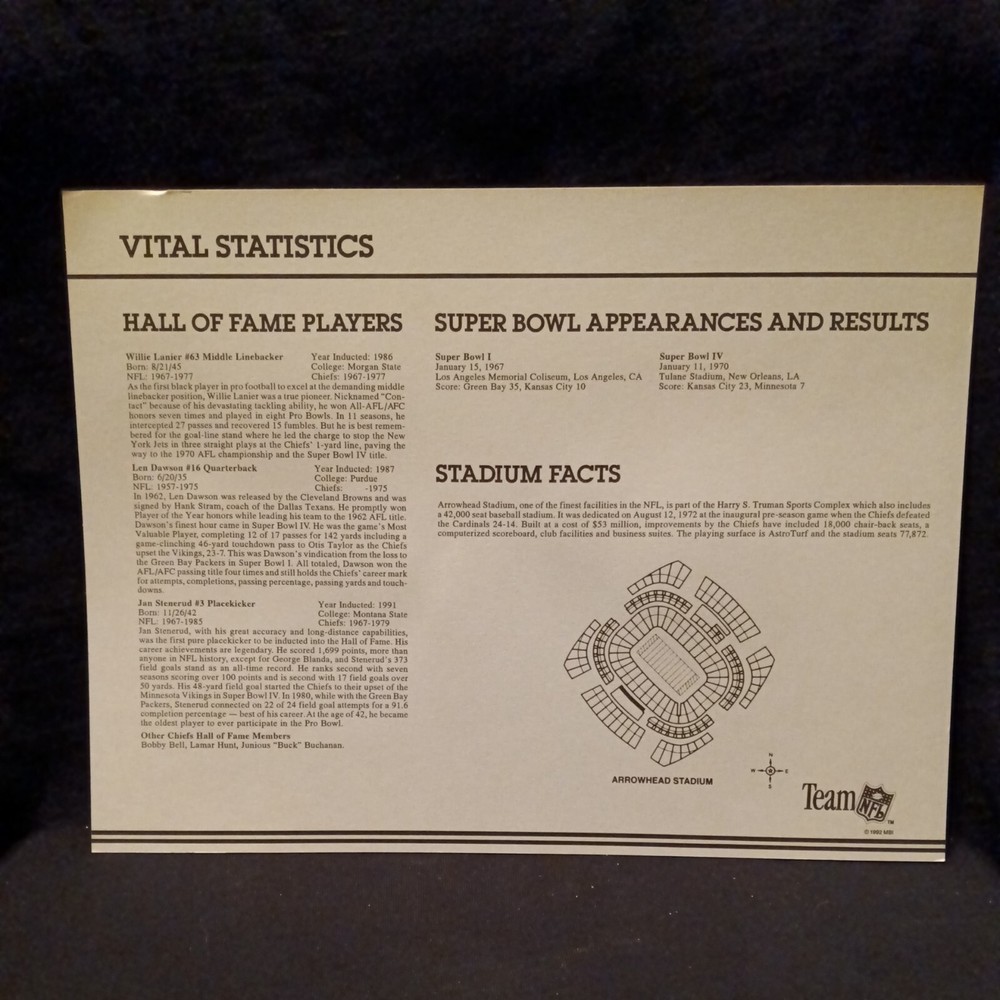 VITAL STATISTICS
HALL OF FAME PLAYERS
Willie Lanier #63 Middle Linebacker Year Inducted: 1986
Born: 8/21/45 College: Morgan State
NFL: 1967-1977 Chiefs: 1967-1977
As the first black player in pro football to excel at the demanding middle
linebacker position, Willie Lanier was a true pioneer. Nicknamed "Con-
tact" because of his devastating tackling ability, he won All-AFL/AFC
honors seven times and played in eight Pro Bowls. In 11 seasons, he
intercepted 27 passes and recovered 15 fumbles. But he is best remem-
bered for the goal-line stand where he led the charge to stop the New
York Jets in three straight plays at the Chiefs' 1-yard line, paving the
way to the 1970 AFL championship and the Super Bowl IV title.
Len Dawson #16 Quarterback Year Inducted: 1987
Born: 6/20/35 College: Purdue
NFL: 1957-1975 Chiefs: -1975
In 1962, Len Dawson was released by the Cleveland Browns and was
signed by Hank Stram, coach of the Dallas Texans. He promptly won
Player of the Year honors while leading his team to the 1962 AFL title.
Dawson's finest hour came in Super Bowl IV. He was the game's Most
Valuable Player, completing 12 of 17 passes for 142 yards including a
game-clinching 46-yard touchdown pass to Otis Taylor as the Chiefs
upset the Vikings, 23-7. This was Dawson's vindication from the loss to
the Green Bay Packers in Super Bowl I. All totaled, Dawson won the
AFL/AFC passing title four times and still holds the Chiefs' career mark
for attempts, completions, passing percentage, passing yards and touch-
downs.
Jan Stenerud #3 Placekicker Year Inducted: 1991
Born: 11/26/42 College: Montana State
NFL: 1967-1985 Chiefs: 1967-1979
Jan Stenerud, with his great accuracy and long-distance capabilities,
was the first pure placekicker to be inducted into the Hall of Fame. His
career achievements are legendary. He scored 1,699 points, more than
anyone in NFL history, except for George Blanda, and Stenerud's 373
field goals stand as an all-time record. He ranks second with seven
seasons scoring over 100 points and is second with 17 field goals over
50 yards. His 48-yard field goal started the Chiefs to their upset of the
Minnesota Vikings in Super Bowl IV. In 1980, while with the Green Bay
Packers, Stenerud connected on 22 of 24 field goal attempts for a 91.6
completion percentage — best of his career. At the age of 42, he became
the oldest player to ever participate in the Pro Bowl.
Other Chiefs Hall of Fame Members
Bobby Bell, Lamar Hunt, Junious "Buck" Buchanan.
SUPER BOWL APPEARANCES AND RESULTS
Super Bowl I
January 15, 1967
Los Angeles Memorial Coliseum, Los Angeles, CA
Score: Green Bay 35, Kansas City 10
Super Bowl IV
January 11, 1970
Tulane Stadium, New Orleans, LA
Score: Kansas City 23, Minnesota 7
STADIUM FACTS
Arrowhead Stadium, one of the finest facilities in the NFL, is part of the Harry S. Truman Sports Complex which also includes
a 42,000 seat baseball stadium. It was dedicated on August 12, 1972 at the inaugural pre-season game when the Chiefs defeated
the Cardinals 24-14. Built at a cost of $53 million, improvements by the Chiefs have included 18,000 chair-back seats, a
computerized scoreboard, club facilities and business suites. The playing surface is AstroTurf and the stadium seats 77,872.
ARROWHEAD STADIUM
N
W E
S
Team NFL TM
© 1992 MBI